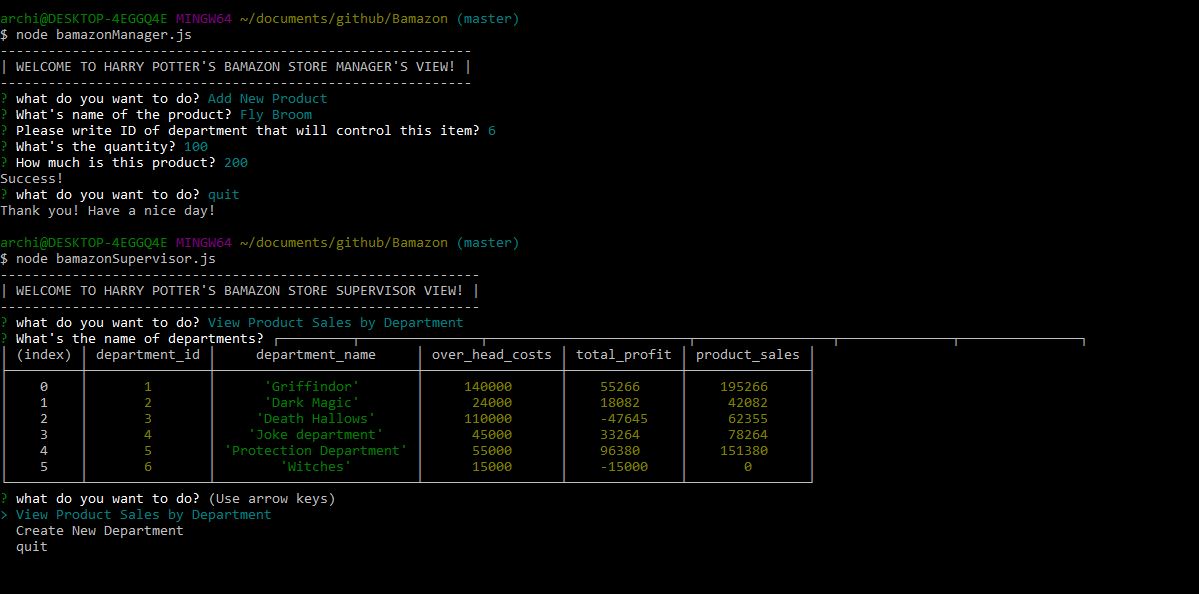 archi@DESKTOP-4EGGQ4E MINGW64 ~/documents/github/Bamazon (master)
$ node bamazonManager.js
-----------------------------------------------------------
| WELCOME TO HARRY POTTER'S BAMAZON STORE MANAGER'S VIEW! |
-----------------------------------------------------------
? what do you want to do? Add New Product
? What's name of the product? Fly Broom
? Please write ID of department that will control this item? 6
? What's the quantity? 100
? How much is this product? 200
Success!
? what do you want to do? quit
Thank you! Have a nice day!
archi@DESKTOP-4EGGQ4E MINGW64 ~/documents/github/Bamazon (master)
$ node bamazonSupervisor.js
------------------------------------------------------------
| WELCOME TO HARRY POTTER'S BAMAZON STORE SUPERVISOR VIEW! |
------------------------------------------------------------
? what do you want to do? View Product Sales by Department
? What's the name of departments?
│ (index) │ department_id │ department_name │ over_head_costs │ total_profit │ product_sales │
│ 0 │ 1 │ 'Griffindor' │ 140000 │ 55266 │ 195266 │
│ 1 │ 2 │ 'Dark Magic' │ 24000 │ 18082 │ 42082 │
│ 2 │ 3 │ 'Death Hallows' │ 110000 │ -47645 │ 62355 │
│ 3 │ 4 │ 'Joke department' │ 45000 │ 33264 │ 78264 │
│ 4 │ 5 │ 'Protection Department' │ 55000 │ 96380 │ 151380 │
│ 5 │ 6 │ 'Witches' │ 15000 │ -15000 │ 0 │
? what do you want to do? (Use arrow keys)
> View Product Sales by Department
Create New Department
quit